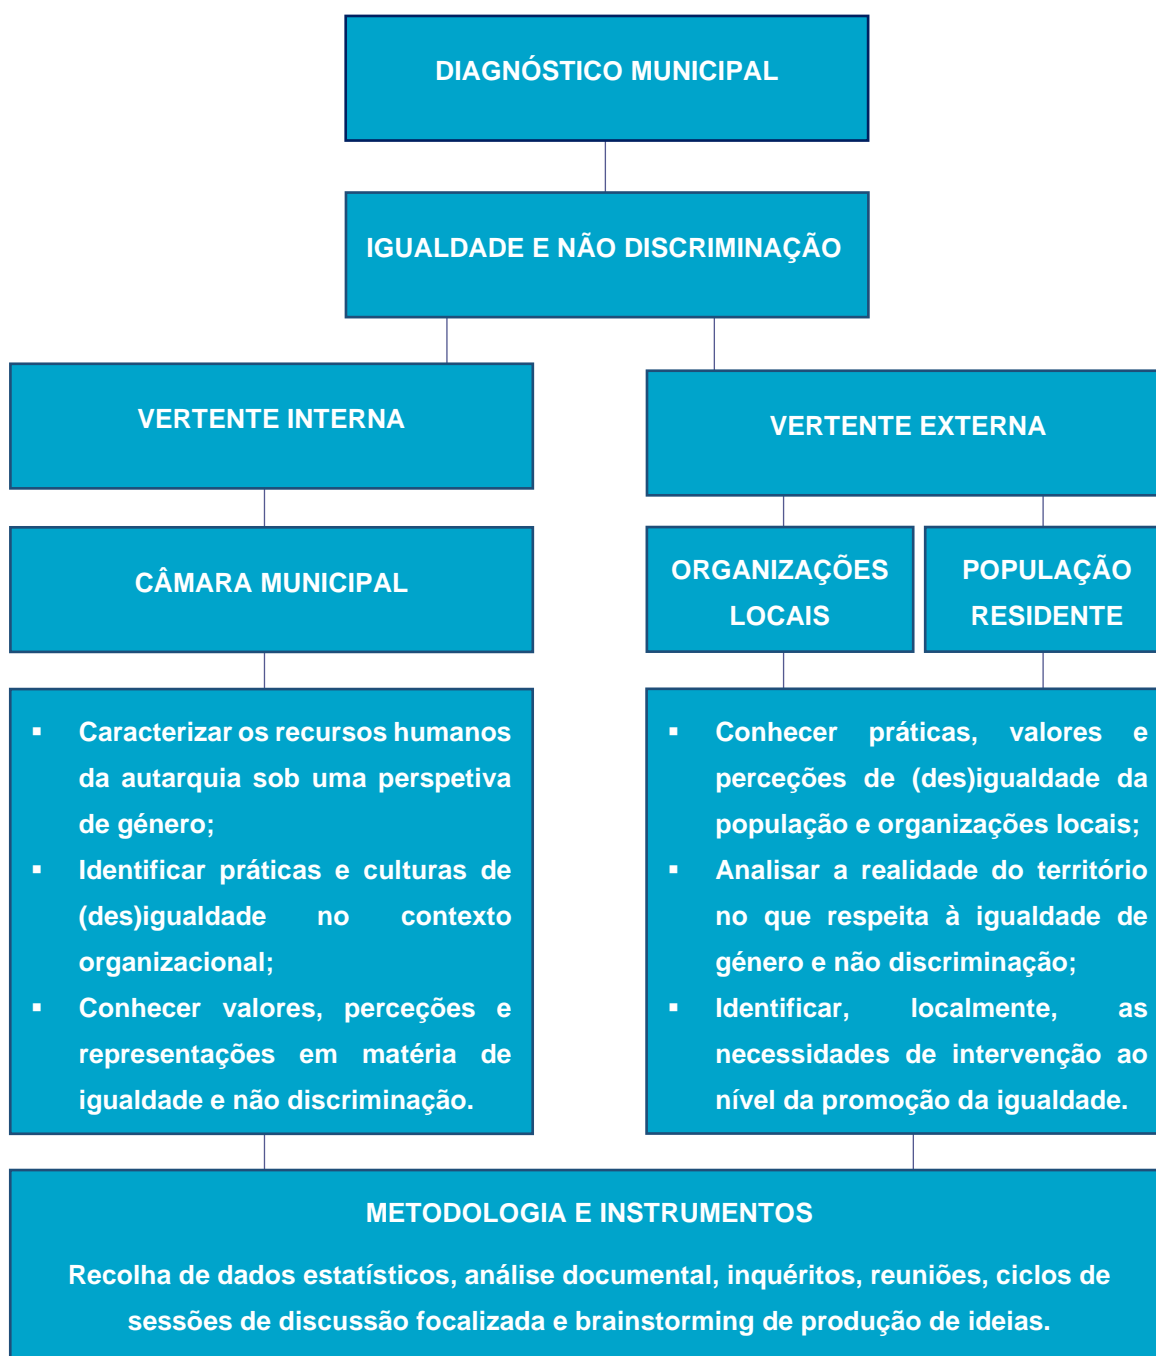 DIAGNÓSTICO MUNICIPAL
IGUALDADE E NÃO DISCRIMINAÇÃO
VERTENTE INTERNA
CÂMARA MUNICIPAL
▪ Caracterizar os recursos humanos
da autarquia sob uma perspetiva
de género;
▪ Identificar práticas e culturas de
(des)igualdade no contexto
organizacional;
▪ Conhecer valores, perceções e
representações em matéria de
igualdade e não discriminação.
VERTENTE EXTERNA
ORGANIZAÇÕES
LOCAIS
POPULAÇÃO
RESIDENTE
▪ Conhecer práticas, valores e
perceções de (des)igualdade da
população e organizações locais;
▪ Analisar a realidade do território
no que respeita à igualdade de
género e não discriminação;
▪ Identificar, localmente, as
necessidades de intervenção ao
nível da promoção da igualdade.
METODOLOGIA E INSTRUMENTOS
Recolha de dados estatísticos, análise documental, inquéritos, reuniões, ciclos de
sessões de discussão focalizada e brainstorming de produção de ideias.